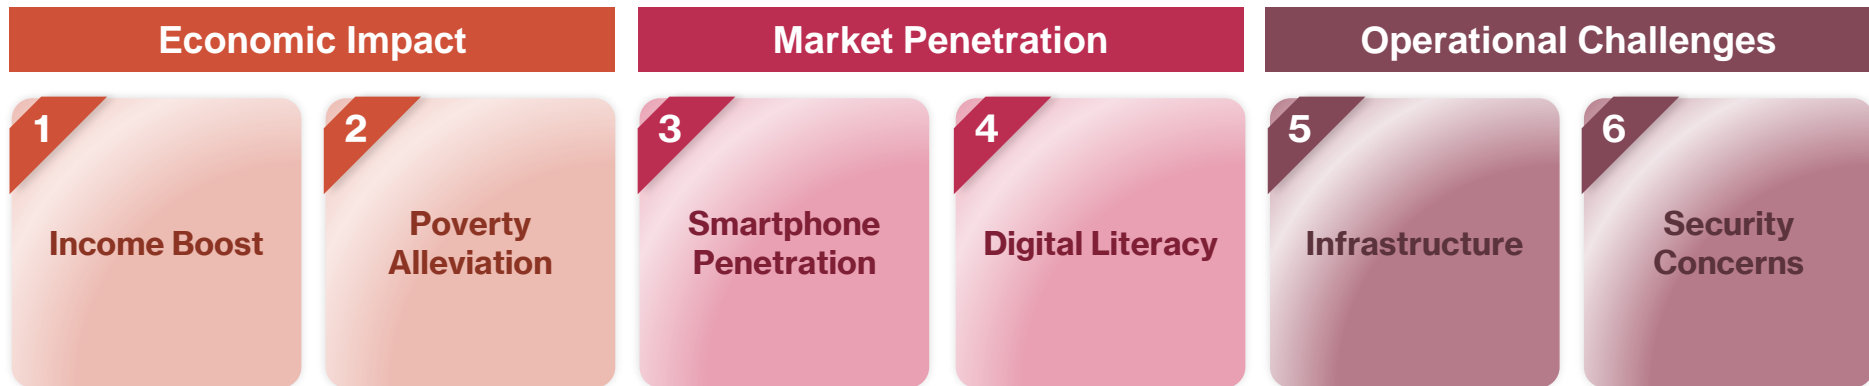 Economic Impact
Market Penetration
Operational Challenges
1
Income Boost
2
Poverty
Alleviation
3
Smartphone
Penetration
4
Digital Literacy
5
Infrastructure
6
Security
Concerns